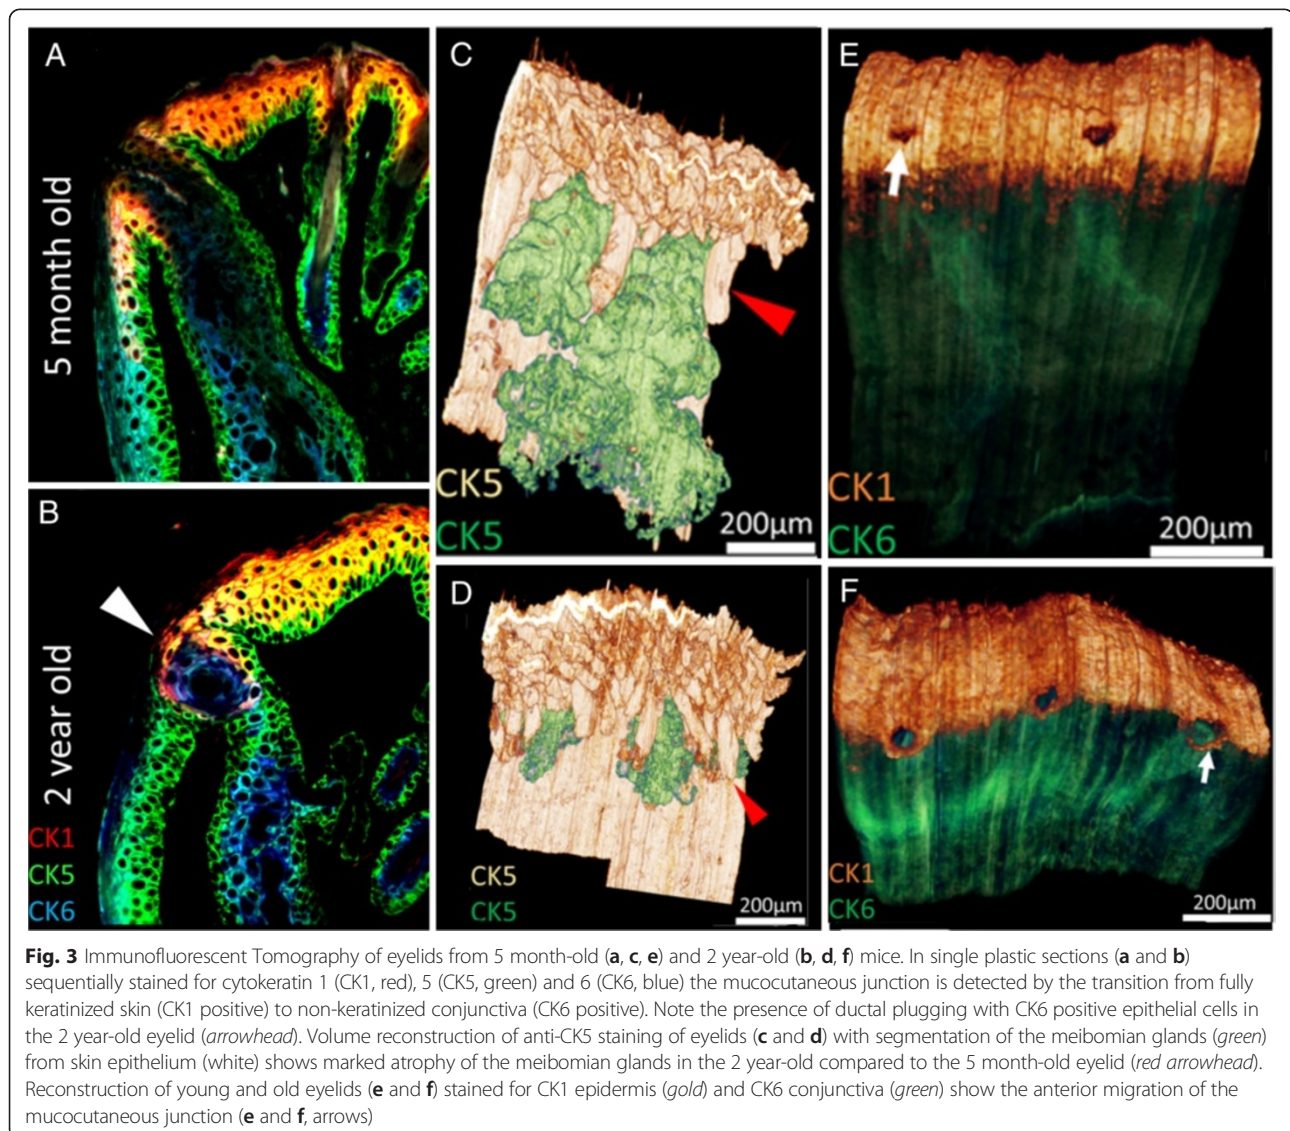 A
5 month old
B
2 year old
CK1
CK5
CK6
C
CK5
CK5
200µm
D
CK5
CK5
200µm
E
CK1
CK6
200µm
F
CK1
CK6
200µm
Fig. 3 Immunofluorescent Tomography of eyelids from 5 month-old (a, c, e) and 2 year-old (b, d, f) mice. In single plastic sections (a and b)
sequentially stained for cytokeratin 1 (CK1, red), 5 (CK5, green) and 6 (CK6, blue) the mucocutaneous junction is detected by the transition from fully
keratinized skin (CK1 positive) to non-keratinized conjunctiva (CK6 positive). Note the presence of ductal plugging with CK6 positive epithelial cells in
the 2 year-old eyelid (arrowhead). Volume reconstruction of anti-CK5 staining of eyelids (c and d) with segmentation of the meibomian glands (green)
from skin epithelium (white) shows marked atrophy of the meibomian glands in the 2 year-old compared to the 5 month-old eyelid (red arrowhead).
Reconstruction of young and old eyelids (e and f) stained for CK1 epidermis (gold) and CK6 conjunctiva (green) show the anterior migration of the
mucocutaneous junction (e and f, arrows)